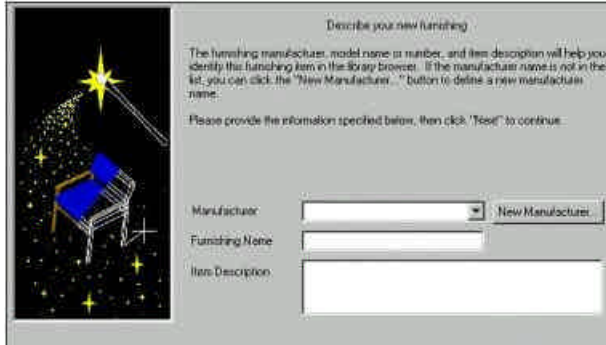 Describe your new furnishing
The furnishing manufacturer, model name or number, and item description will help you
identify this furnishing item in the library browser. If the manufacturer name is not in the
list, you can click the "New Manufacturer..." button to define a new manufacturer
name.
Please provide the information specified below, then click "Next" to continue.
Manufacturer
New Manufacturer...
Furnishing Name
Item Description